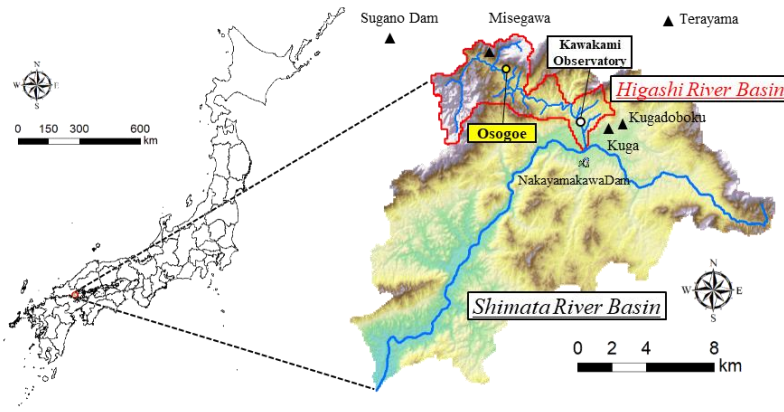 Sugano Dam
Misegawa
Terayama
Kawakami
Observatory
Higashi River Basin
Osogoe
Kugadoboku
Kuga
NakayamakawaDam
Shimata River Basin
N
W E
S
0 150 300 600
km
N
W E
S
0 2 4 8
km